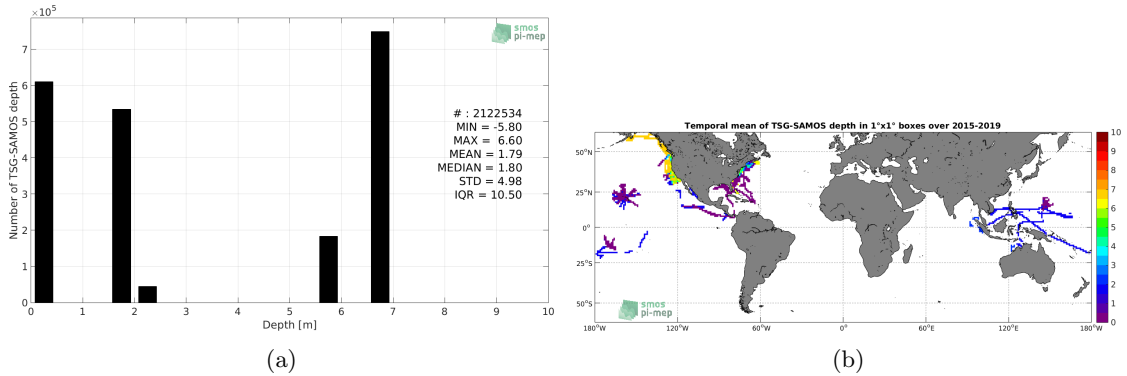 ×10^5
smos
pi-mep
7
6
5
4
3
2
1
0
Number of TSG-SAMOS depth
# : 2122534
MIN = -5.80
MAX = 6.60
MEAN = 1.79
MEDIAN = 1.80
STD = 4.98
IQR = 10.50
0 1 2 3 4 5 6 7 8 9 10
Depth [m]
(a)
Temporal mean of TSG-SAMOS depth in 1°x1° boxes over 2015-2019
50°N
25°N
0°
25°S
50°S
smos
pi-mep
180°W 120°W 60°W 0° 60°E 120°E 180°W
10
9
8
7
6
5
4
3
2
1
0
(b)